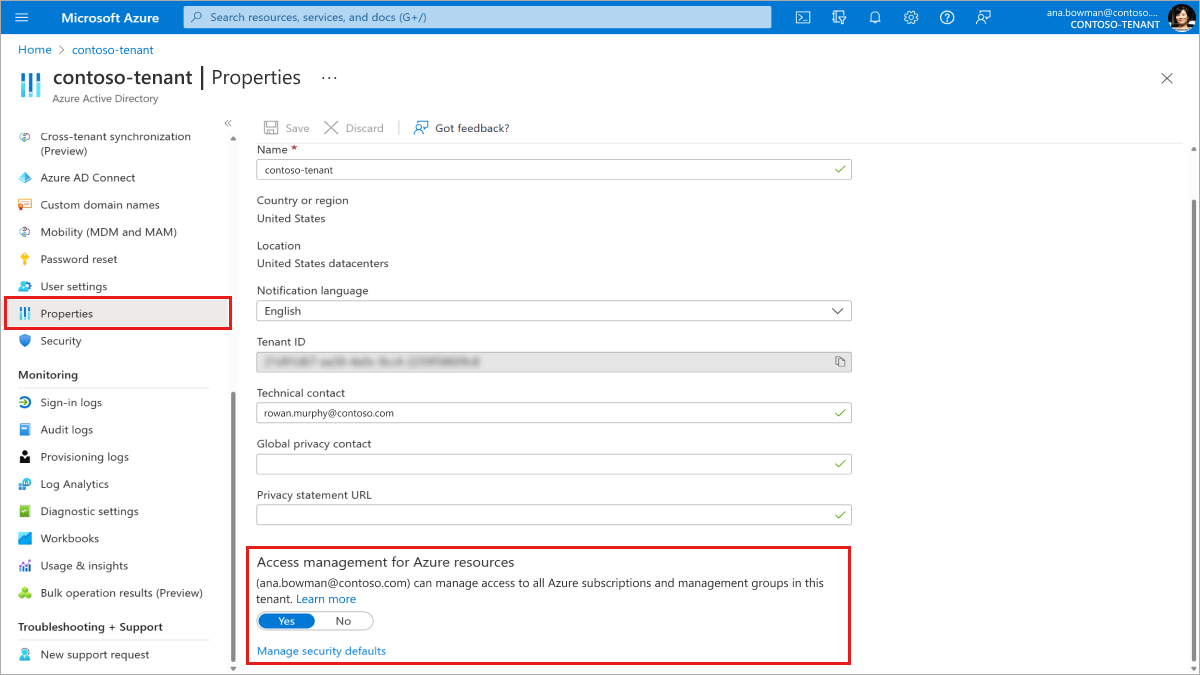 Microsoft Azure
Search resources, services, and docs (G+/)
ana.bowman@contoso....
CONTOSO-TENANT
Home > contoso-tenant
contoso-tenant | Properties ...
Azure Active Directory
Cross-tenant synchronization
(Preview)
Azure AD Connect
Custom domain names
Mobility (MDM and MAM)
Password reset
User settings
Properties
Security
Monitoring
Sign-in logs
Audit logs
Provisioning logs
Log Analytics
Diagnostic settings
Workbooks
Usage & insights
Bulk operation results (Preview)
Troubleshooting + Support
New support request
Save
Discard
Got feedback?
Name *
contoso-tenant
Country or region
United States
Location
United States datacenters
Notification language
English
Tenant ID
Technical contact
rowan.murphy@contoso.com
Global privacy contact
Privacy statement URL
Access management for Azure resources
(ana.bowman@contoso.com) can manage access to all Azure subscriptions and management groups in this
tenant. Learn more
Yes No
Manage security defaults